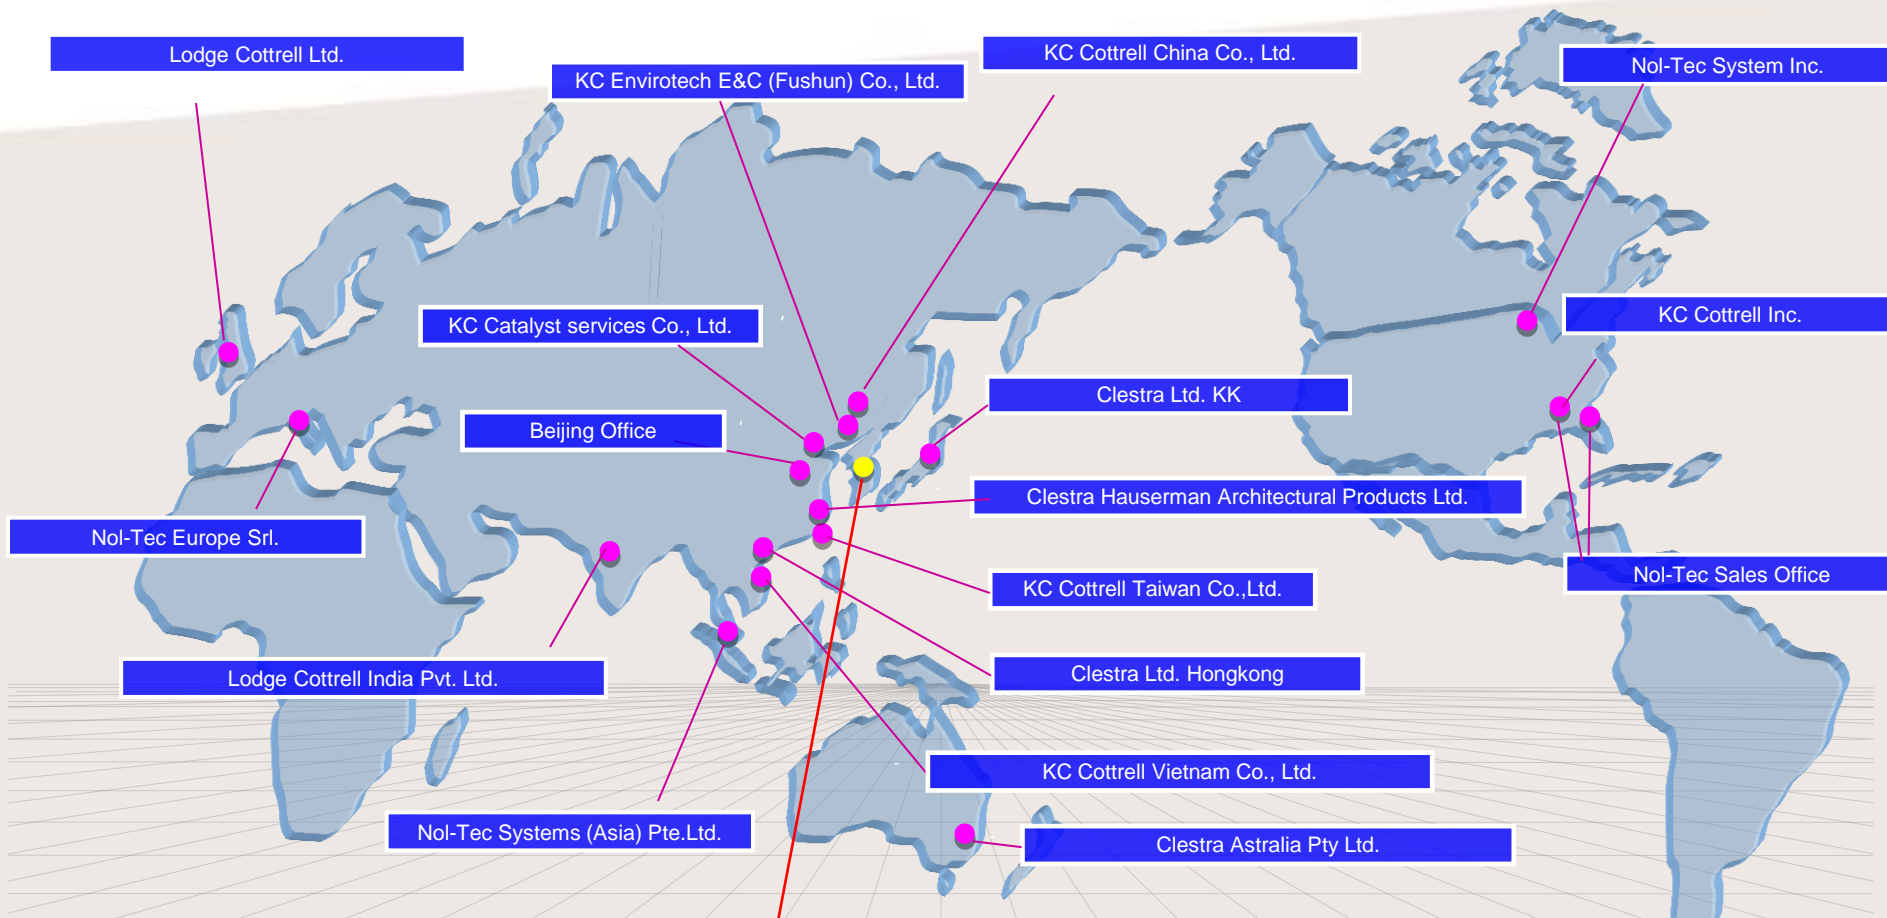 Lodge Cottrell Ltd.
KC Envirotech E&C (Fushun) Co., Ltd.
KC Cottrell China Co., Ltd.
Nol-Tec System Inc.
KC Catalyst services Co., Ltd.
KC Cottrell Inc.
Beijing Office
Clestra Ltd. KK
Nol-Tec Europe Srl.
Clestra Hauserman Architectural Products Ltd.
KC Cottrell Taiwan Co.,Ltd.
Nol-Tec Sales Office
Lodge Cottrell India Pvt. Ltd.
Clestra Ltd. Hongkong
KC Cottrell Vietnam Co., Ltd.
Nol-Tec Systems (Asia) Pte.Ltd.
Clestra Astralia Pty Ltd.